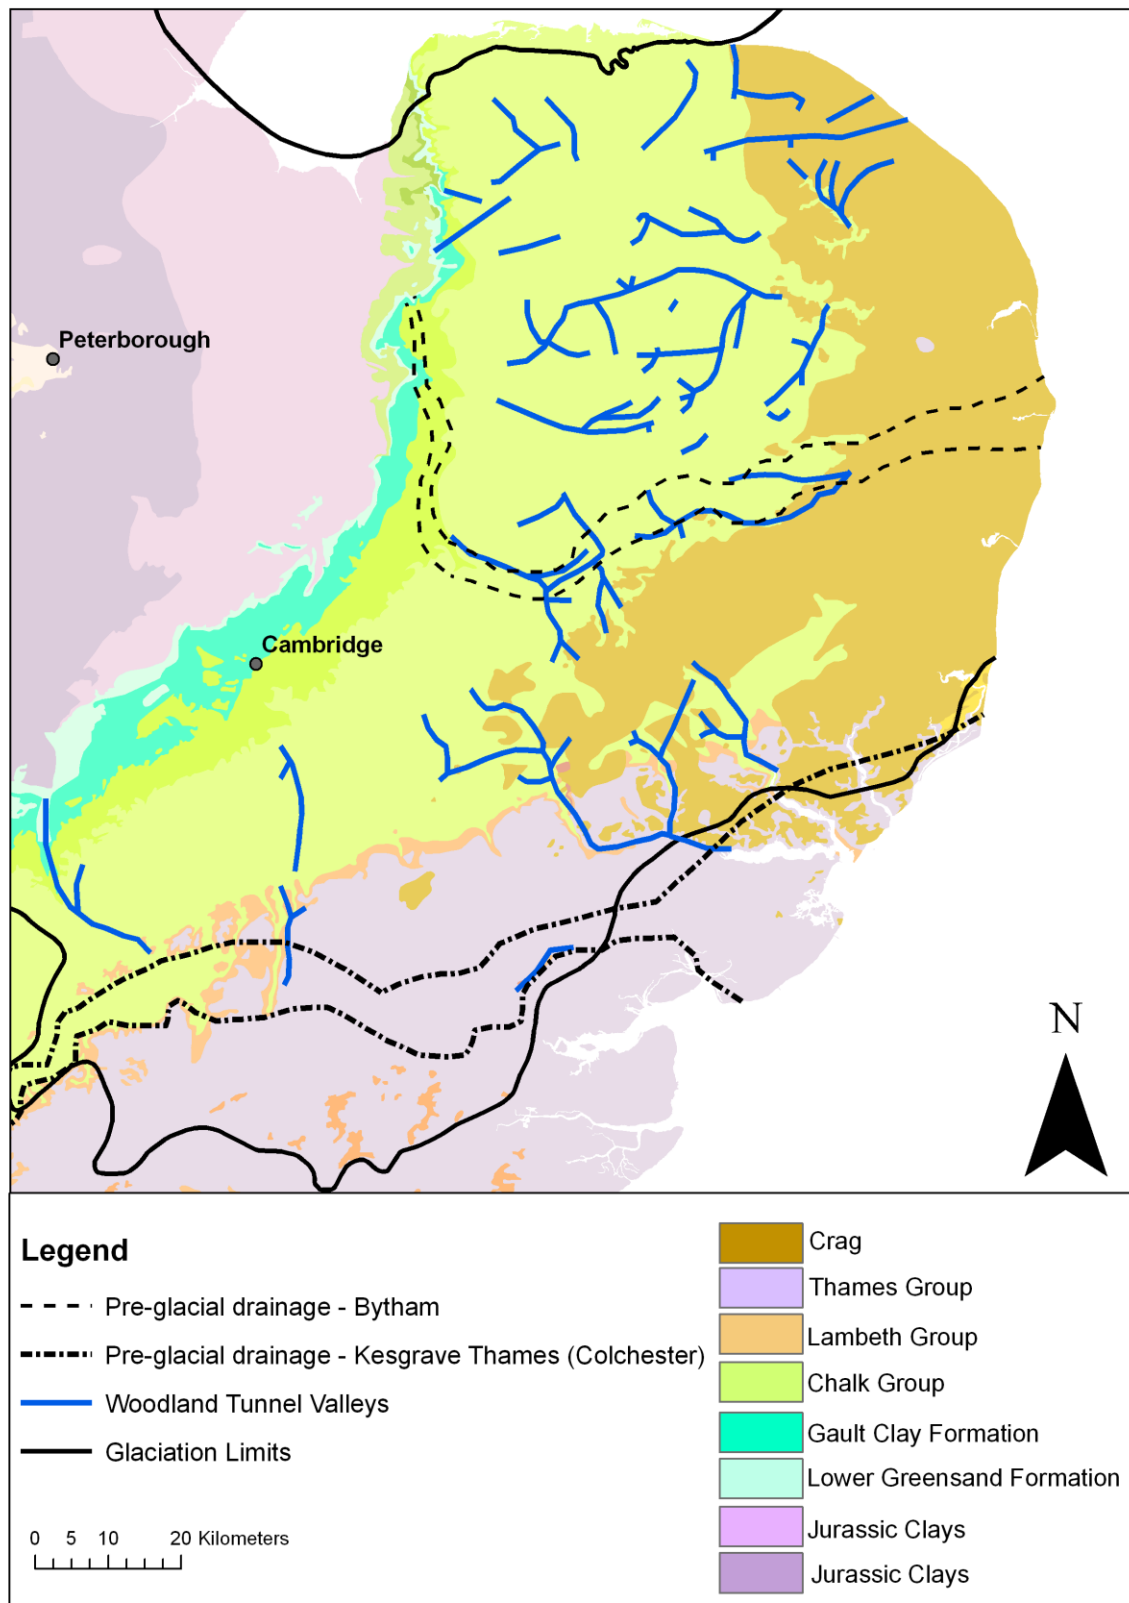 Peterborough
Cambridge
N
Legend
Pre-glacial drainage - Bytham
Pre-glacial drainage - Kesgrave Thames (Colchester)
Woodland Tunnel Valleys
Glaciation Limits
0 5 10 20 Kilometers
Crag
Thames Group
Lambeth Group
Chalk Group
Gault Clay Formation
Lower Greensand Formation
Jurassic Clays
Jurassic Clays